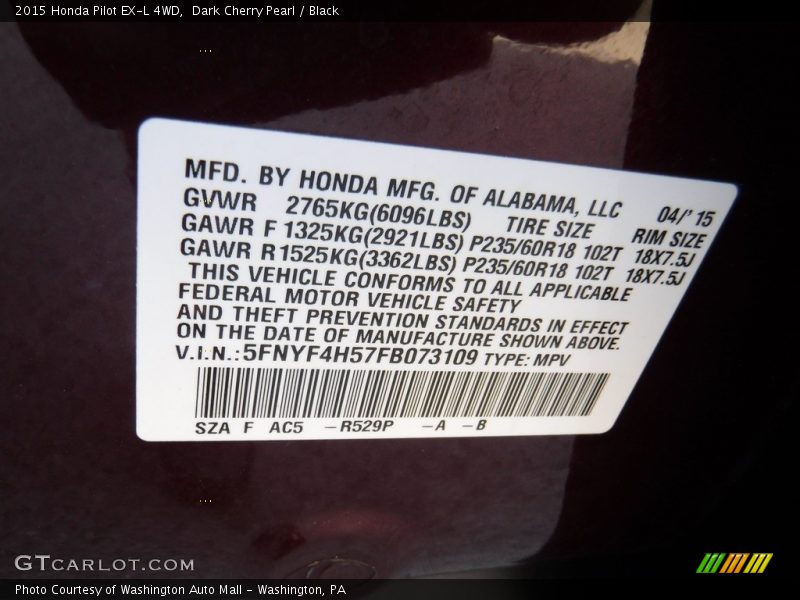 2015 Honda Pilot EX-L 4WD, Dark Cherry Pearl / Black
MFD. BY HONDA MFG. OF ALABAMA, LLC 04/'15
GVWR 2765KG(6096LBS) TIRE SIZE RIM SIZE
GAWR F 1325KG(2921LBS) P235/60R18 102T 18X7.5J
GAWR R 1525KG(3362LBS) P235/60R18 102T 18X7.5J
THIS VEHICLE CONFORMS TO ALL APPLICABLE
FEDERAL MOTOR VEHICLE SAFETY
AND THEFT PREVENTION STANDARDS IN EFFECT
ON THE DATE OF MANUFACTURE SHOWN ABOVE.
V.I.N.: 5FNYF4H57FB073109 TYPE: MPV
SZA F AC5 -R529P -A -B
GTCARLOT.COM
Photo Courtesy of Washington Auto Mall - Washington, PA